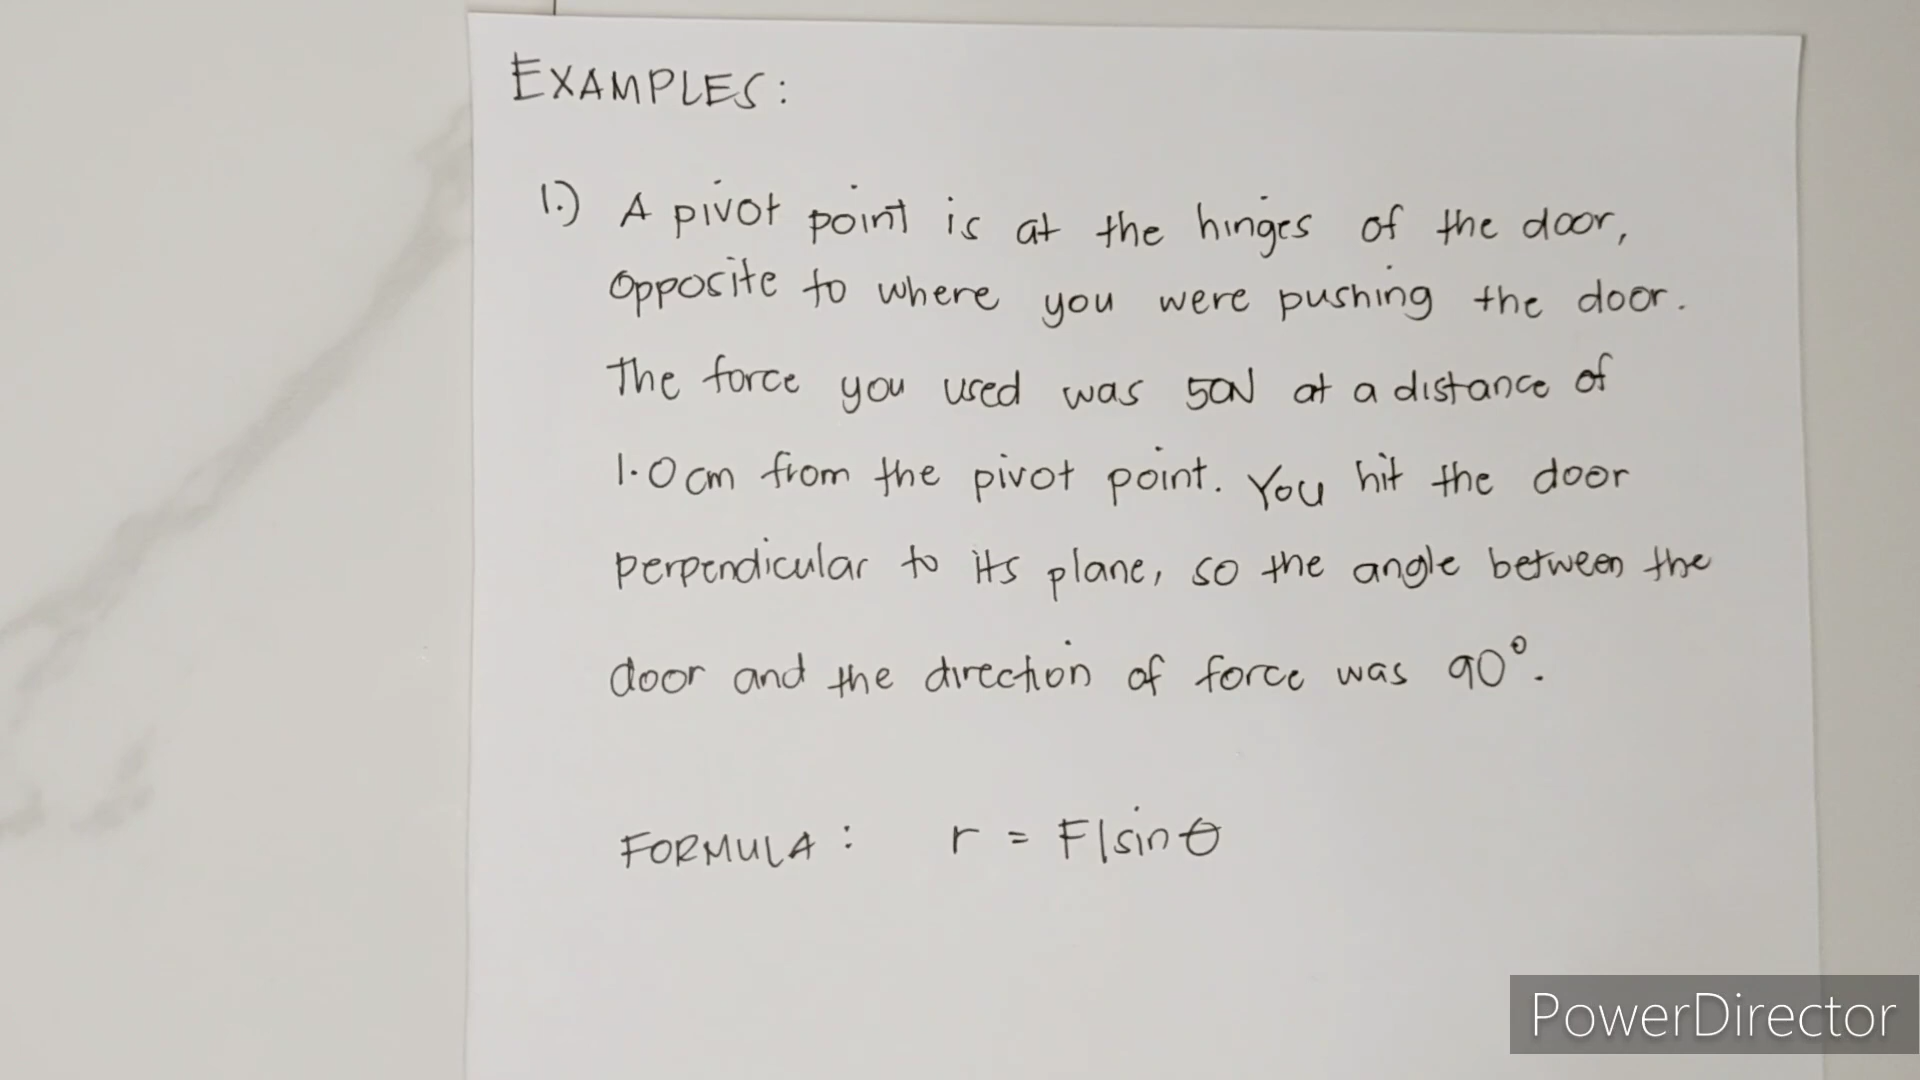 EXAMPLES:
1.) A pivot point is at the hinges of the door,
opposite to where you were pushing the door.
The force you used was 50N at a distance of
1.0cm from the pivot point. You hit the door
perpendicular to its plane, so the angle between the
door and the direction of force was 90°.
FORMULA: r = Flsinθ
PowerDirector